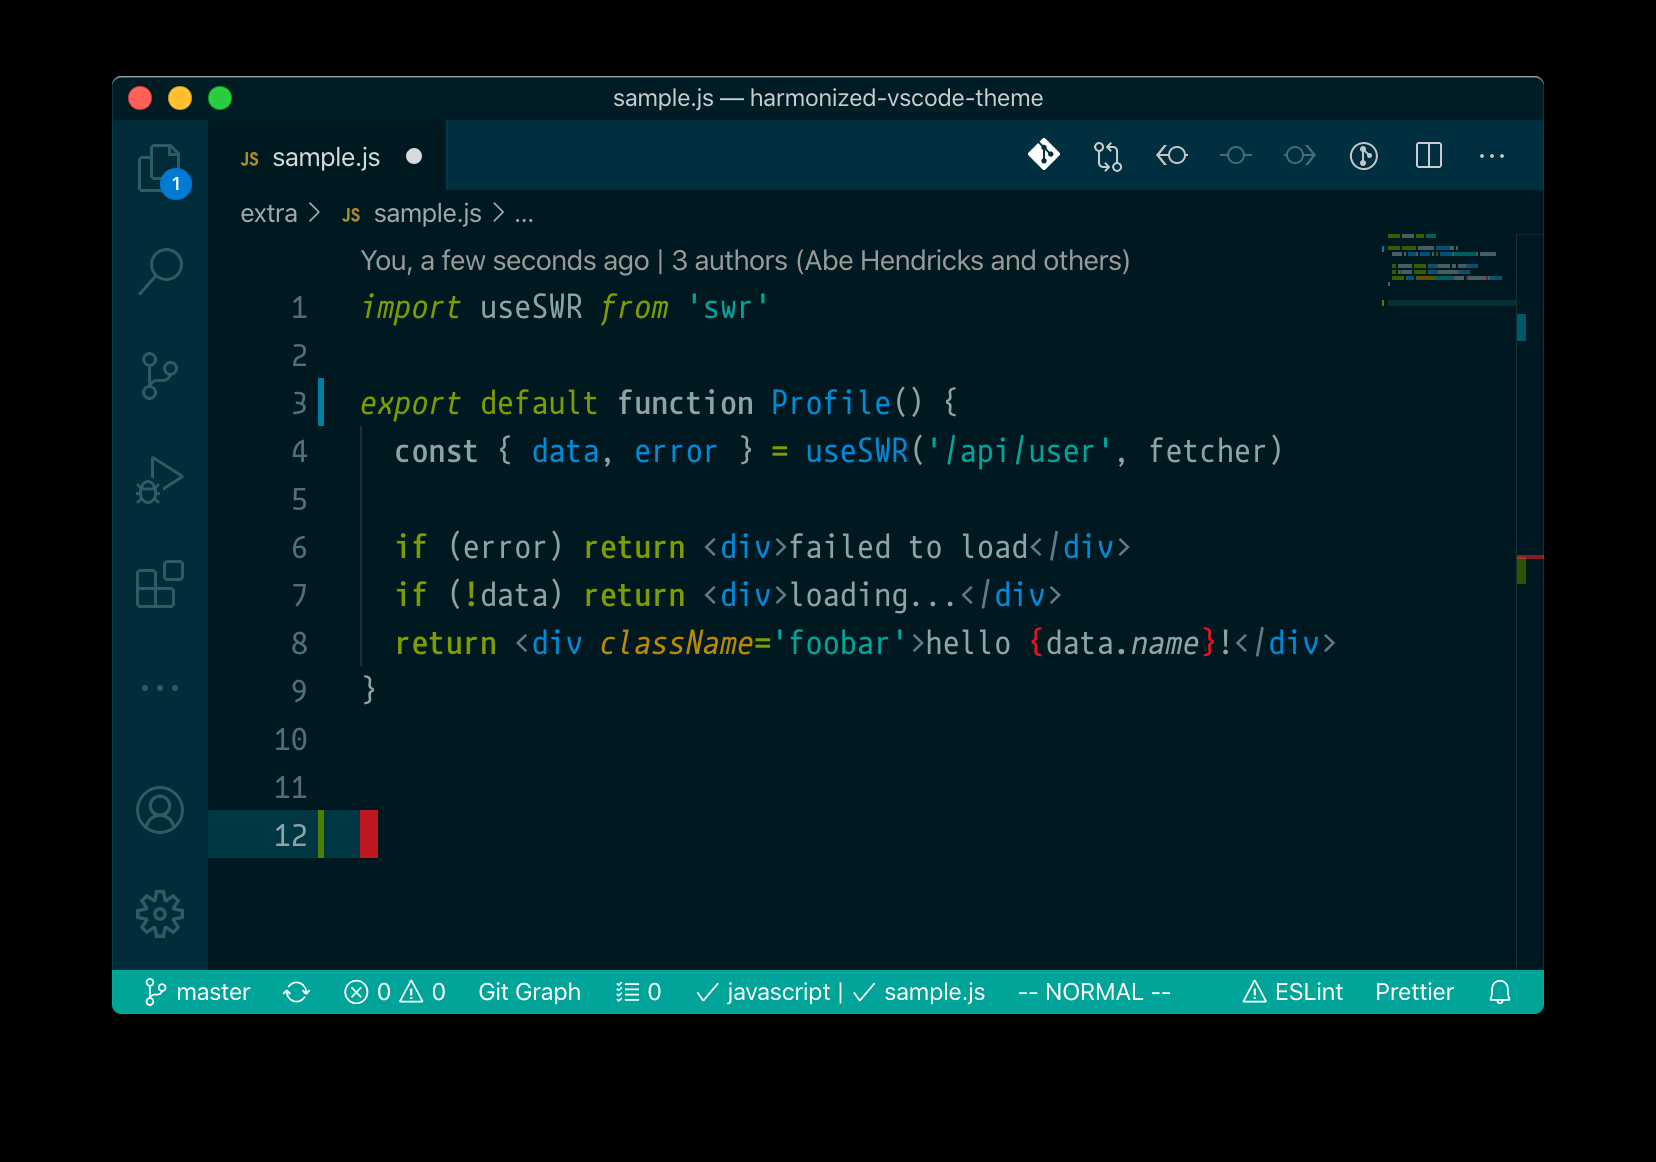 sample.js — harmonized-vscode-theme
JS sample.js
1
extra > JS sample.js > ...
You, a few seconds ago | 3 authors (Abe Hendricks and others)
1 import useSWR from 'swr'
2
3 export default function Profile() {
4   const { data, error } = useSWR('/api/user', fetcher)
5
6   if (error) return <div>failed to load</div>
7   if (!data) return <div>loading...</div>
8   return <div className='foobar'>hello {data.name}!</div>
9 }
10
11
12
master 0 0 Git Graph 0 ✓ javascript | ✓ sample.js -- NORMAL -- ESLint Prettier